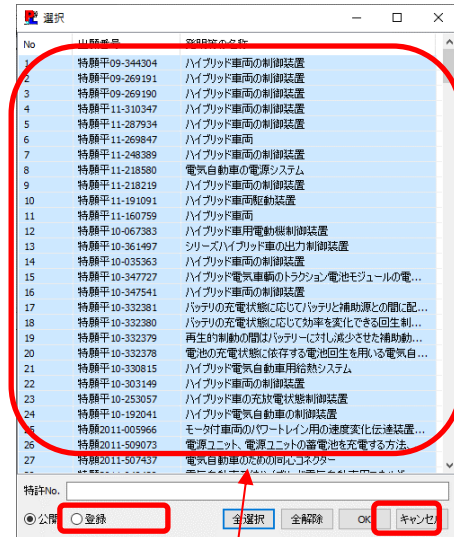 選択
No 出願番号 発明等の名称
1 特願平09-344304 ハイブリッド車両の制御装置
2 特願平09-269191 ハイブリッド車両の制御装置
3 特願平09-269190 ハイブリッド車両の制御装置
4 特願平11-310347 ハイブリッド車両の制御装置
5 特願平11-287934 ハイブリッド車両の制御装置
6 特願平11-269847 ハイブリッド車両
7 特願平11-248389 ハイブリッド車両の制御装置
8 特願平11-218580 電気自動車の電源システム
9 特願平11-218219 ハイブリッド車両の制御装置
10 特願平11-191091 ハイブリッド車両駆動装置
11 特願平11-160759 ハイブリッド車両
12 特願平10-067383 ハイブリッド車用電動機制御装置
13 特願平10-361497 シリーズハイブリッド車の出力制御装置
14 特願平10-035363 ハイブリッド車両の制御装置
15 特願平10-347727 ハイブリッド電気車輌のトラクション電池モジュールの電...
16 特願平10-347541 ハイブリッド車両の制御装置
17 特願平10-332381 バッテリの充電状態に応じてバッテリと補助源との間に配...
18 特願平10-332380 バッテリの充電状態に応じて効率を変化できる回生制...
19 特願平10-332379 再生的制動の間はバッテリーに対し減少させた補助動...
20 特願平10-332378 電池の充電状態に依存する電池回生を用いる電気自...
21 特願平10-330815 ハイブリッド電気自動車用給熱システム
22 特願平10-303149 ハイブリッド車両の制御装置
23 特願平10-253057 ハイブリッド車の充放電状態制御装置
24 特願平10-192041 ハイブリッド電気自動車の制御装置
25 特願2011-005966 モータ付車両のパワートレイン用の速度変化伝達装置...
26 特願2011-509073 電源ユニット、電源ユニットの蓄電池を充電する方法、...
27 特願2011-507437 電気自動車のための同心コネクター
特許No.
公開 登録 全選択 全解除 OK キャンセル